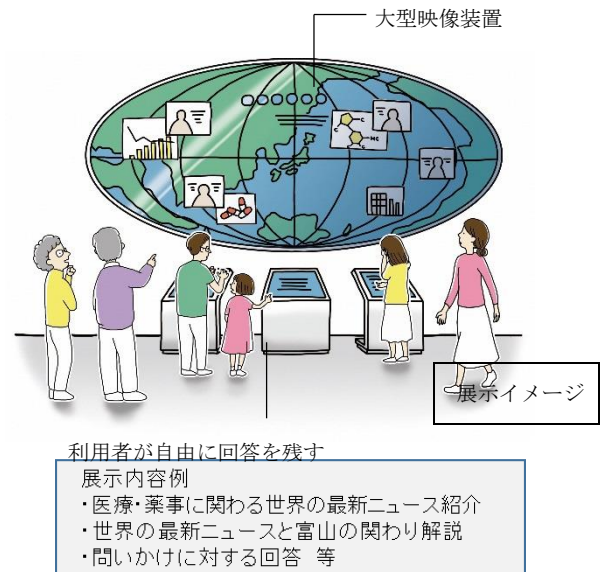 大型映像装置
展示イメージ
利用者が自由に回答を残す
展示内容例
・医療・薬事に関わる世界の最新ニュース紹介
・世界の最新ニュースと富山の関わり解説
・問いかけに対する回答 等